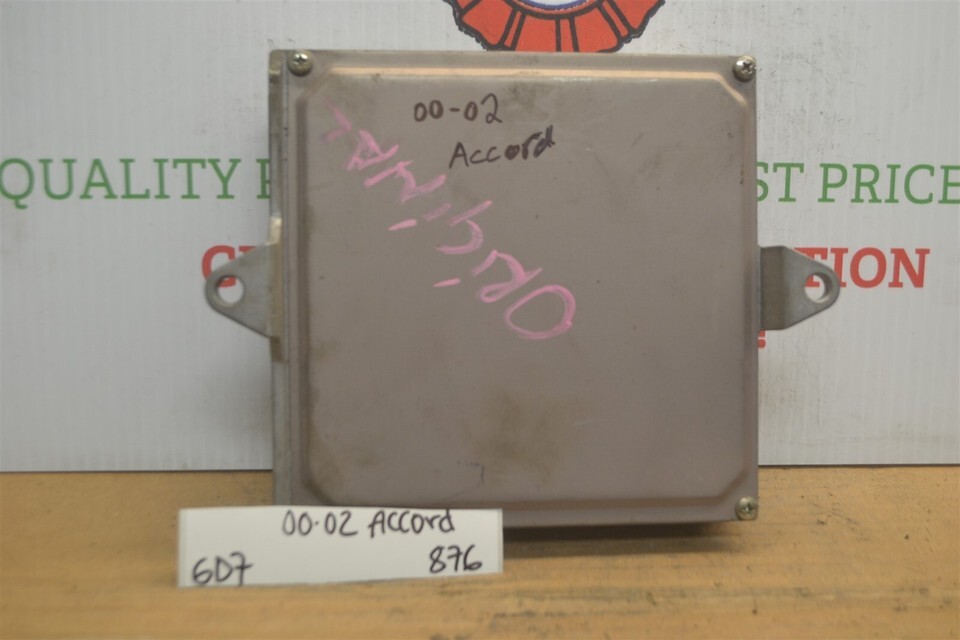 QUALITY
ST PRICE
TION
00-02
Accord
ORiGiNAL
00-02 Accord
6D7 876